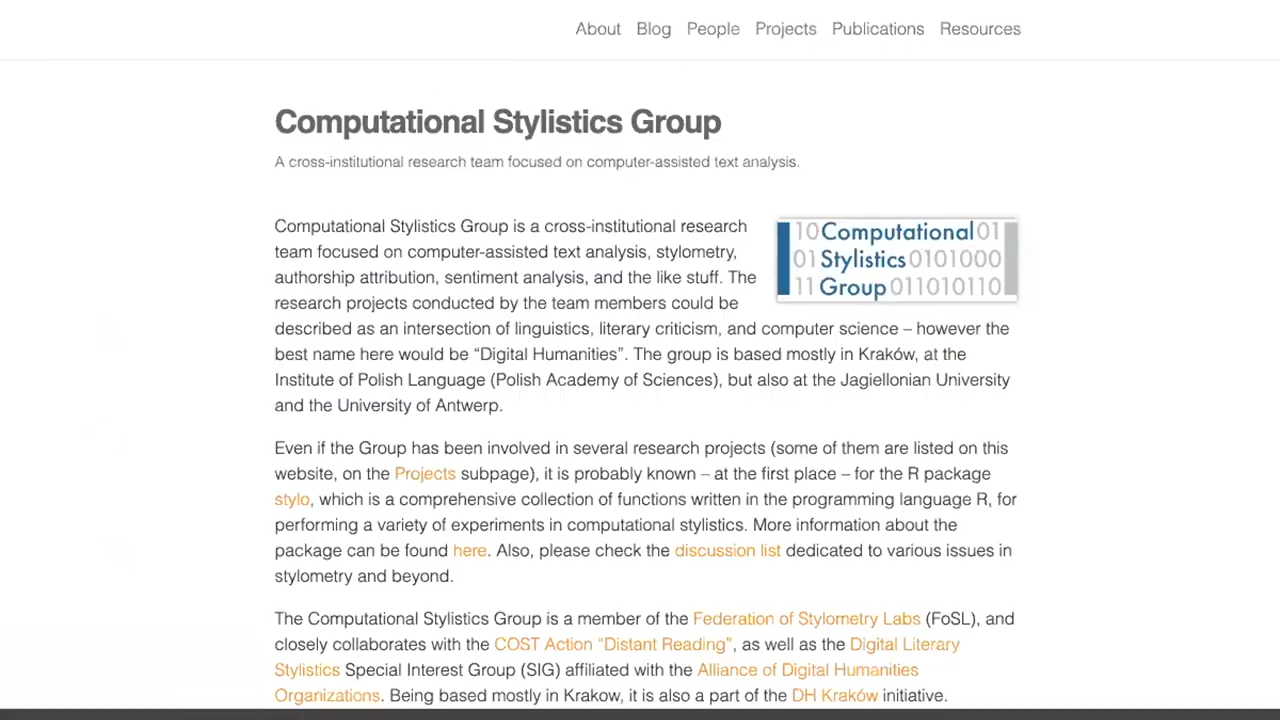 About Blog People Projects Publications Resources
Computational Stylistics Group
A cross-institutional research team focused on computer-assisted text analysis.
Computational Stylistics Group is a cross-institutional research
team focused on computer-assisted text analysis, stylometry,
authorship attribution, sentiment analysis, and the like stuff. The
research projects conducted by the team members could be
described as an intersection of linguistics, literary criticism, and computer science – however the
best name here would be “Digital Humanities”. The group is based mostly in Kraków, at the
Institute of Polish Language (Polish Academy of Sciences), but also at the Jagiellonian University
and the University of Antwerp.
10 Computational 01
01 Stylistics 0101000
11 Group 011010110
Even if the Group has been involved in several research projects (some of them are listed on this
website, on the Projects subpage), it is probably known – at the first place – for the R package
stylo, which is a comprehensive collection of functions written in the programming language R, for
performing a variety of experiments in computational stylistics. More information about the
package can be found here. Also, please check the discussion list dedicated to various issues in
stylometry and beyond.
The Computational Stylistics Group is a member of the Federation of Stylometry Labs (FoSL), and
closely collaborates with the COST Action “Distant Reading”, as well as the Digital Literary
Stylistics Special Interest Group (SIG) affiliated with the Alliance of Digital Humanities
Organizations. Being based mostly in Krakow, it is also a part of the DH Kraków initiative.